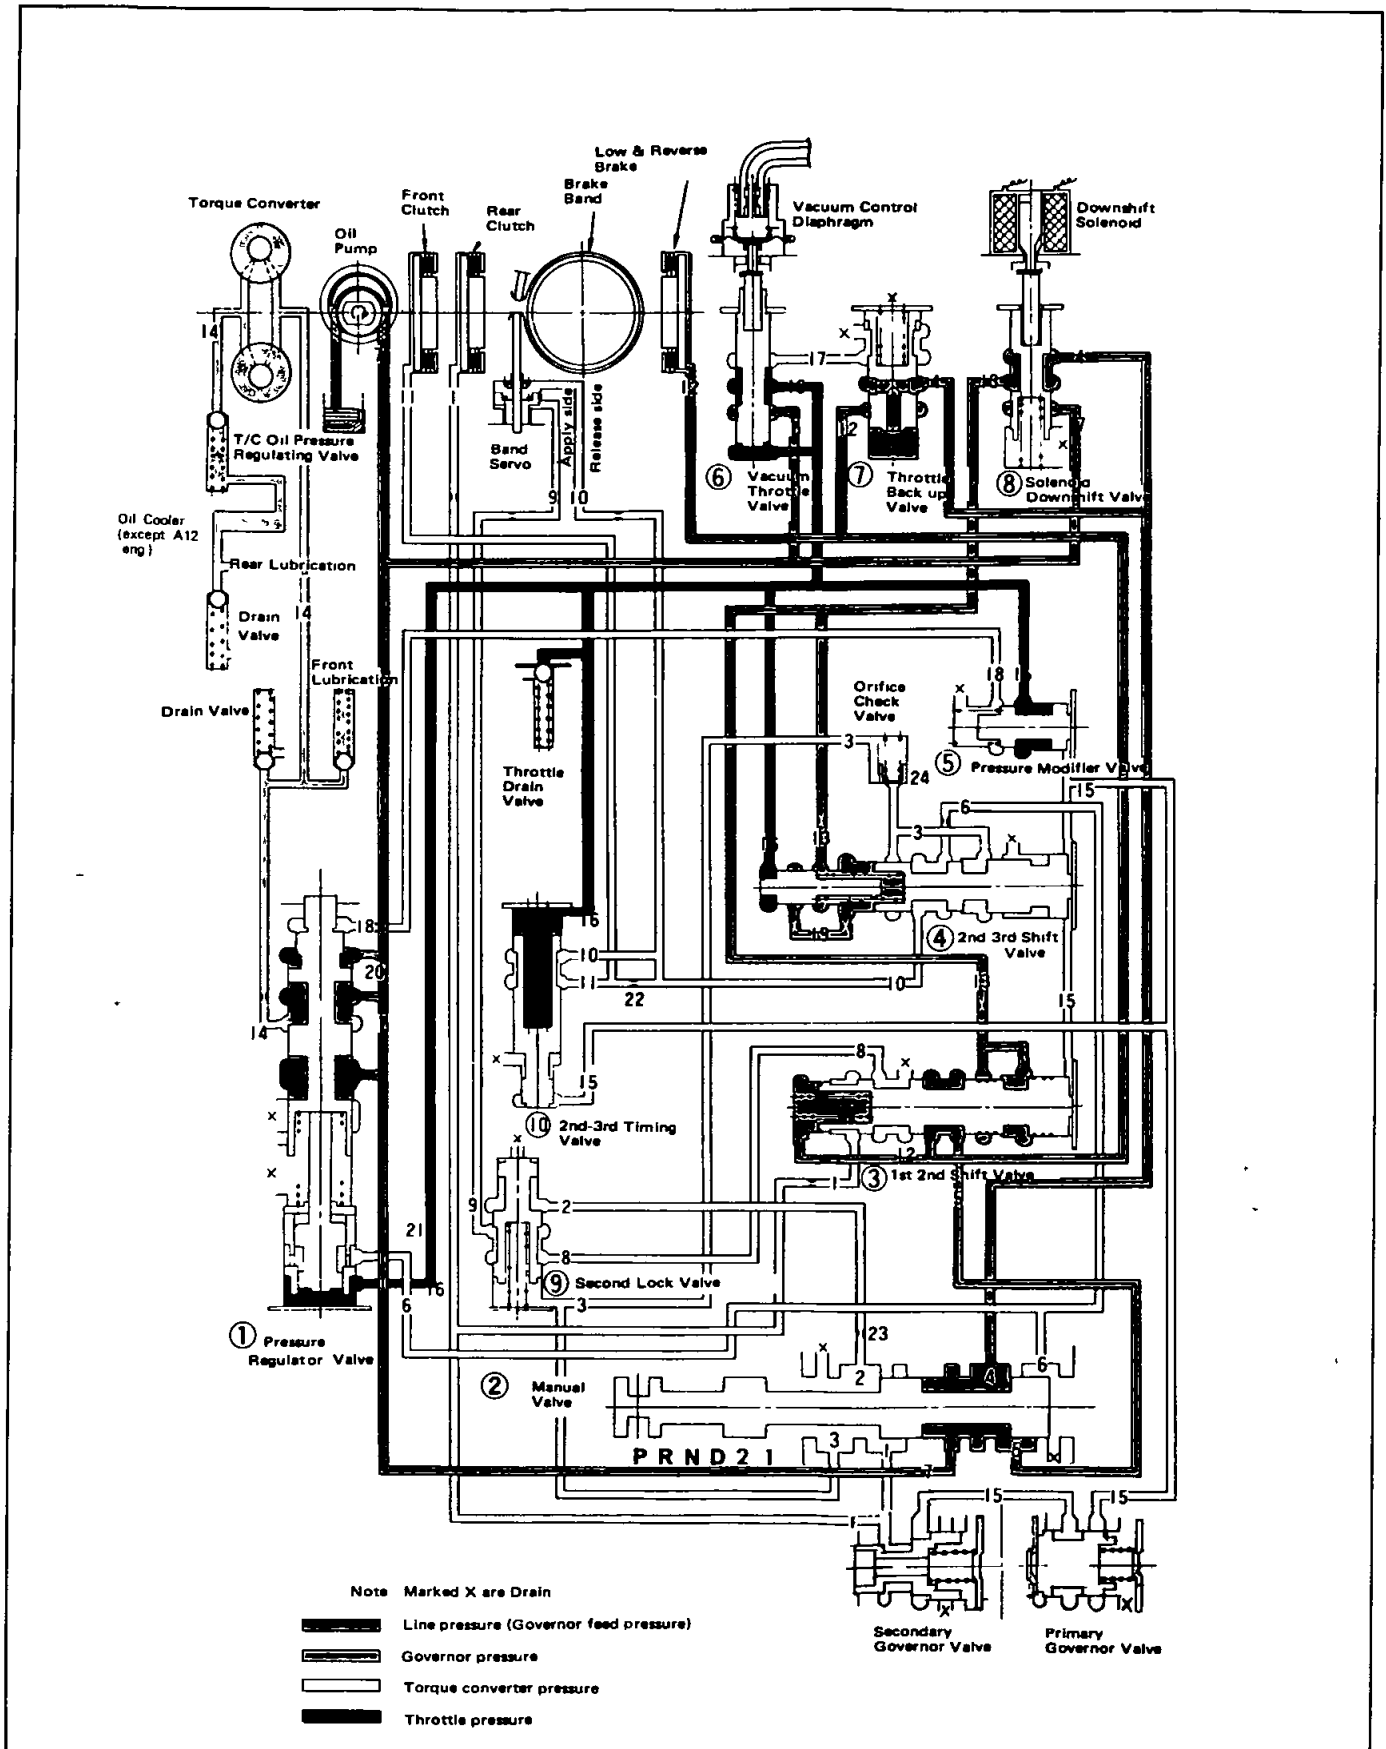 Low & Reverse
Brake
Brake
Band
Front
Clutch
Torque Converter
Rear
Clutch
Vacuum Control
Diaphragm
Downshift
Solenoid
Oil
Pump
14
7
17
T/C Oil Pressure
Regulating Valve
Band
Servo
Apply side
Release side
⑥ Vacuum
Throttle
Valve
⑦ Throttle
Back up
Valve
⑧ Solenoid
Downshift Valve
9 10
Oil Cooler
(except A12
eng)
Rear Lubrication
14
Drain
Valve
Front
Lubrication
Drain Valve
18
Orifice
Check
Valve
3
24
⑤ Pressure Modifier Valve
15
Throttle
Drain
Valve
6
3
13
18
16
19
④ 2nd 3rd Shift
Valve
20
10
11
22
10
15
14
8
15
⑩ 2nd-3rd Timing
Valve
12
③ 1st 2nd Shift Valve
1
9
2
21
8
⑨ Second Lock Valve
3
16
6
① Pressure
Regulator Valve
23
② Manual
Valve
2
4
6
3
1
P R N D 2 1
7
15
15
1
Secondary
Governor Valve
Primary
Governor Valve
Note Marked X are Drain
Line pressure (Governor feed pressure)
Governor pressure
Torque converter pressure
Throttle pressure